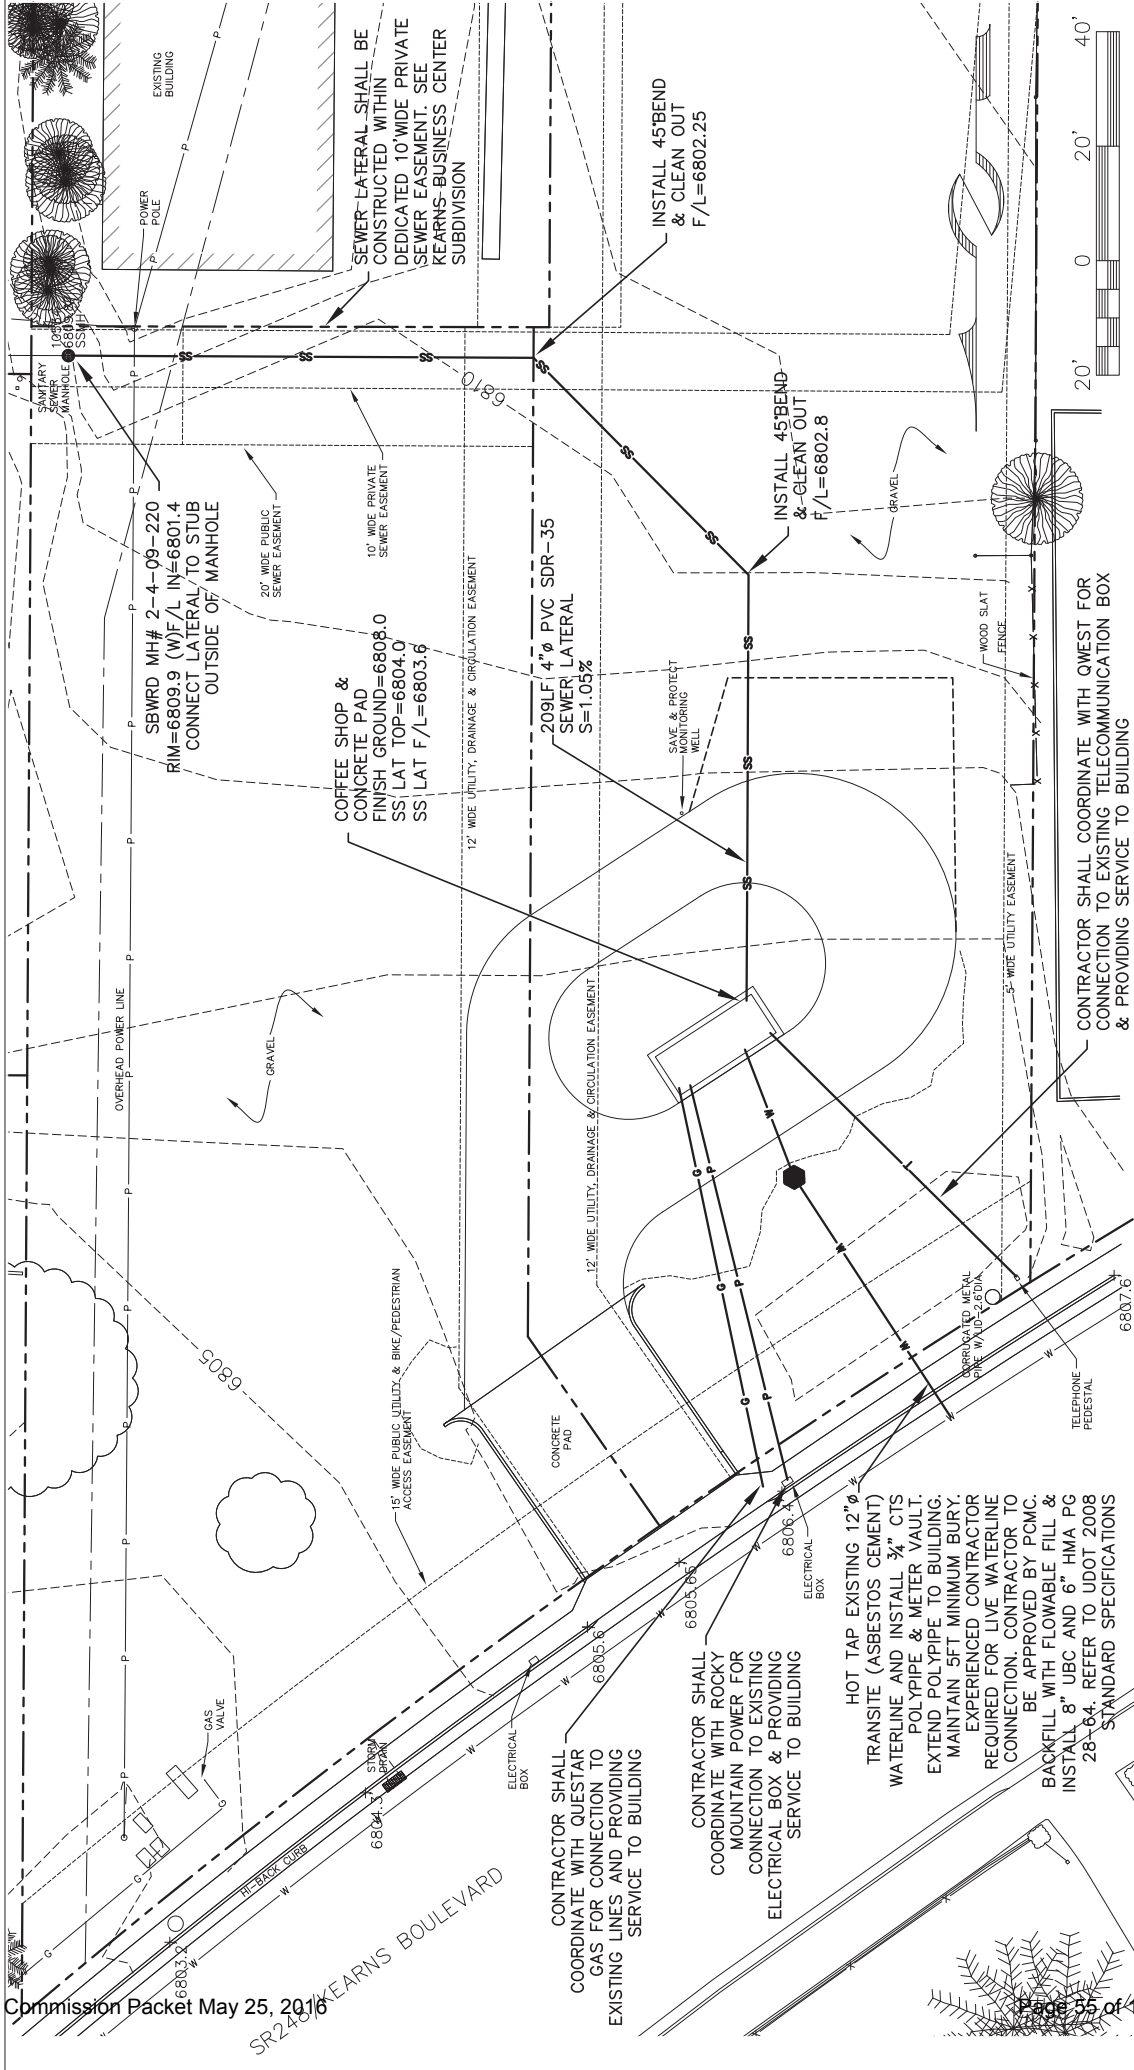 EXISTING
BUILDING
POWER
POLE
SEWER LATERAL SHALL BE
CONSTRUCTED WITHIN
DEDICATED 10'WIDE PRIVATE
SEWER EASEMENT. SEE
KEARNS BUSINESS CENTER
SUBDIVISION
INSTALL 45°BEND
& CLEAN OUT
F/L=6802.25
40'
20'
0
20'
SANITARY
SEWER
MANHOLE
SSMH
SS
SS
SS
6810
SS
SS
SS
SBWRD MH# 2-4-09-220
RIM=6809.9 (W)F/L IN=6801.4
CONNECT LATERAL TO STUB
OUTSIDE OF MANHOLE
20' WIDE PUBLIC
SEWER EASEMENT
10' WIDE PRIVATE
SEWER EASEMENT
INSTALL 45°BEND
& CLEAN OUT
F/L=6802.8
GRAVEL
COFFEE SHOP &
CONCRETE PAD
FINISH GROUND=6808.0
SS LAT TOP=6804.0
SS LAT F/L=6803.6
12' WIDE UTILITY, DRAINAGE & CIRCULATION EASEMENT
209LF 4"ø PVC SDR-35
SEWER LATERAL
S=1.05%
SAVE & PROTECT
MONITORING
WELL
SS
SS
SS
WOOD SLAT
FENCE
CONTRACTOR SHALL COORDINATE WITH QWEST FOR
CONNECTION TO EXISTING TELECOMMUNICATION BOX
& PROVIDING SERVICE TO BUILDING
OVERHEAD POWER LINE
GRAVEL
12' WIDE UTILITY, DRAINAGE & CIRCULATION EASEMENT
5' WIDE UTILITY EASEMENT
6805
15' WIDE PUBLIC UTILITY & BIKE/PEDESTRIAN
ACCESS EASEMENT
CONCRETE
PAD
G
P
W
T
G
P
W
G
P
W
CORRUGATED METAL
PIPE W/LID-2.6'DIA.
TELEPHONE
PEDESTAL
6807.6
HOT TAP EXISTING 12"ø
TRANSITE (ASBESTOS CEMENT)
WATERLINE AND INSTALL ¾" CTS
POLYPIPE & METER VAULT.
EXTEND POLYPIPE TO BUILDING.
MAINTAIN 5FT MINIMUM BURY.
EXPERIENCED CONTRACTOR
REQUIRED FOR LIVE WATERLINE
CONNECTION. CONTRACTOR TO
BE APPROVED BY PCMC.
BACKFILL WITH FLOWABLE FILL &
INSTALL 8" UBC AND 6" HMA PG
28-64. REFER TO UDOT 2008
STANDARD SPECIFICATIONS
6806.4
ELECTRICAL
BOX
6805.65
6805.6
CONTRACTOR SHALL
COORDINATE WITH ROCKY
MOUNTAIN POWER FOR
CONNECTION TO EXISTING
ELECTRICAL BOX & PROVIDING
SERVICE TO BUILDING
CONTRACTOR SHALL
COORDINATE WITH QUESTAR
GAS FOR CONNECTION TO
EXISTING LINES AND PROVIDING
SERVICE TO BUILDING
ELECTRICAL
BOX
GAS
VALVE
STORM
DRAIN
6804.3
HI-BACK CURB
6803.2
SR248/KEARNS BOULEVARD
Commission Packet May 25, 2016
Page 55 of 1